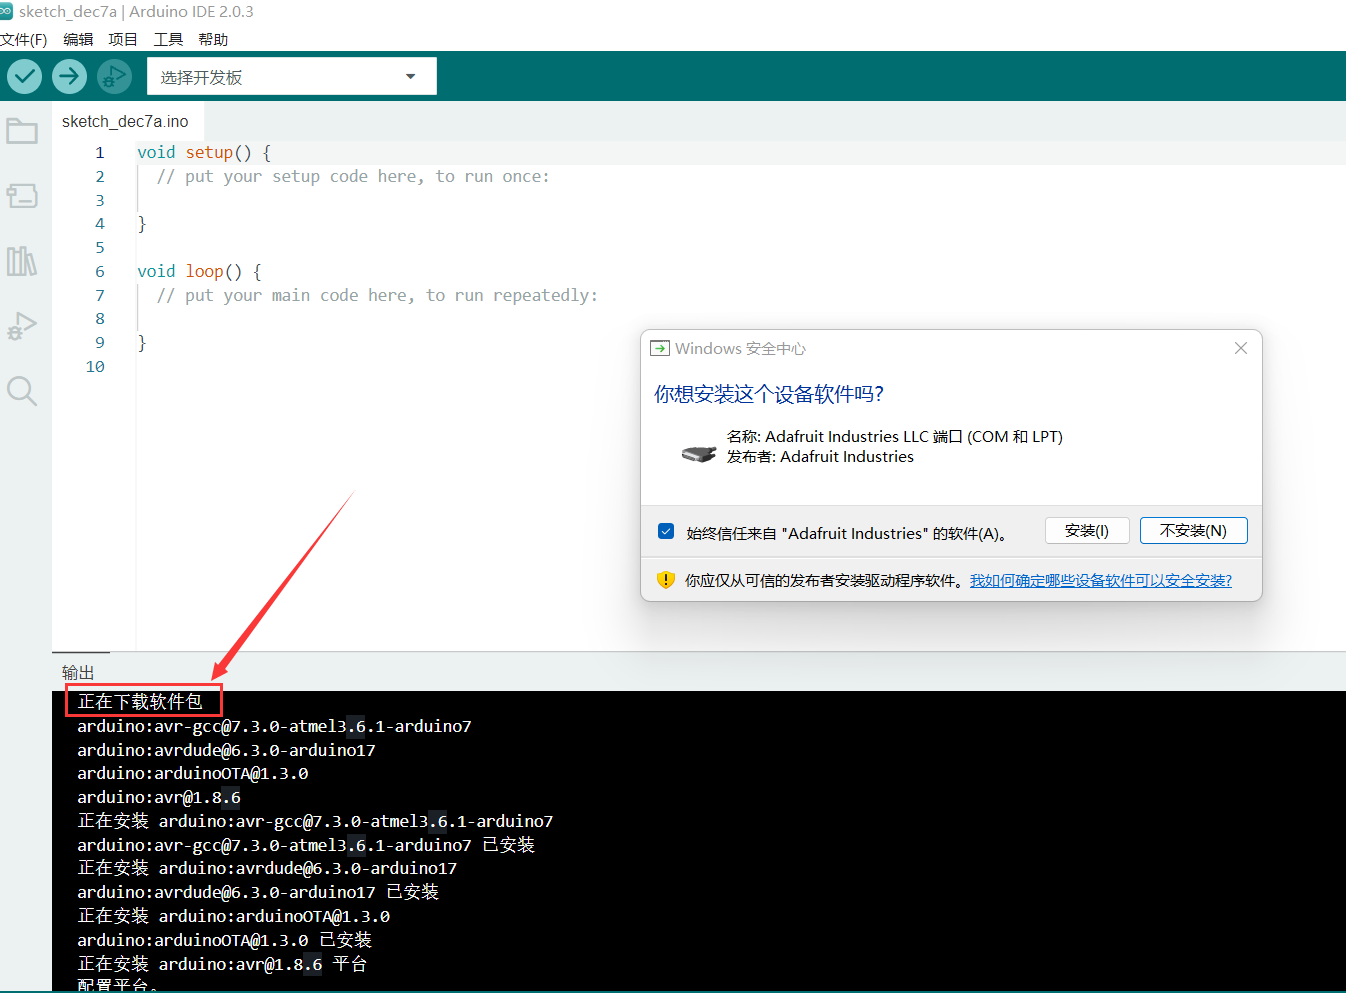 sketch_dec7a | Arduino IDE 2.0.3
文件(F) 编辑 项目 工具 帮助
选择开发板
sketch_dec7a.ino
1 void setup() {
2 // put your setup code here, to run once:
3
4 }
5
6 void loop() {
7 // put your main code here, to run repeatedly:
8
9 }
10
Windows 安全中心
你想安装这个设备软件吗?
名称: Adafruit Industries LLC 端口 (COM 和 LPT)
发布者: Adafruit Industries
始终信任来自 "Adafruit Industries" 的软件(A)。 安装(I) 不安装(N)
你应仅从可信的发布者安装驱动程序软件。我如何确定哪些设备软件可以安全安装?
输出
正在下载软件包
arduino:avr-gcc@7.3.0-atmel3.6.1-arduino7
arduino:avrdude@6.3.0-arduino17
arduino:arduinoOTA@1.3.0
arduino:avr@1.8.6
正在安装 arduino:avr-gcc@7.3.0-atmel3.6.1-arduino7
arduino:avr-gcc@7.3.0-atmel3.6.1-arduino7 已安装
正在安装 arduino:avrdude@6.3.0-arduino17
arduino:avrdude@6.3.0-arduino17 已安装
正在安装 arduino:arduinoOTA@1.3.0
arduino:arduinoOTA@1.3.0 已安装
正在安装 arduino:avr@1.8.6 平台
配置平台。